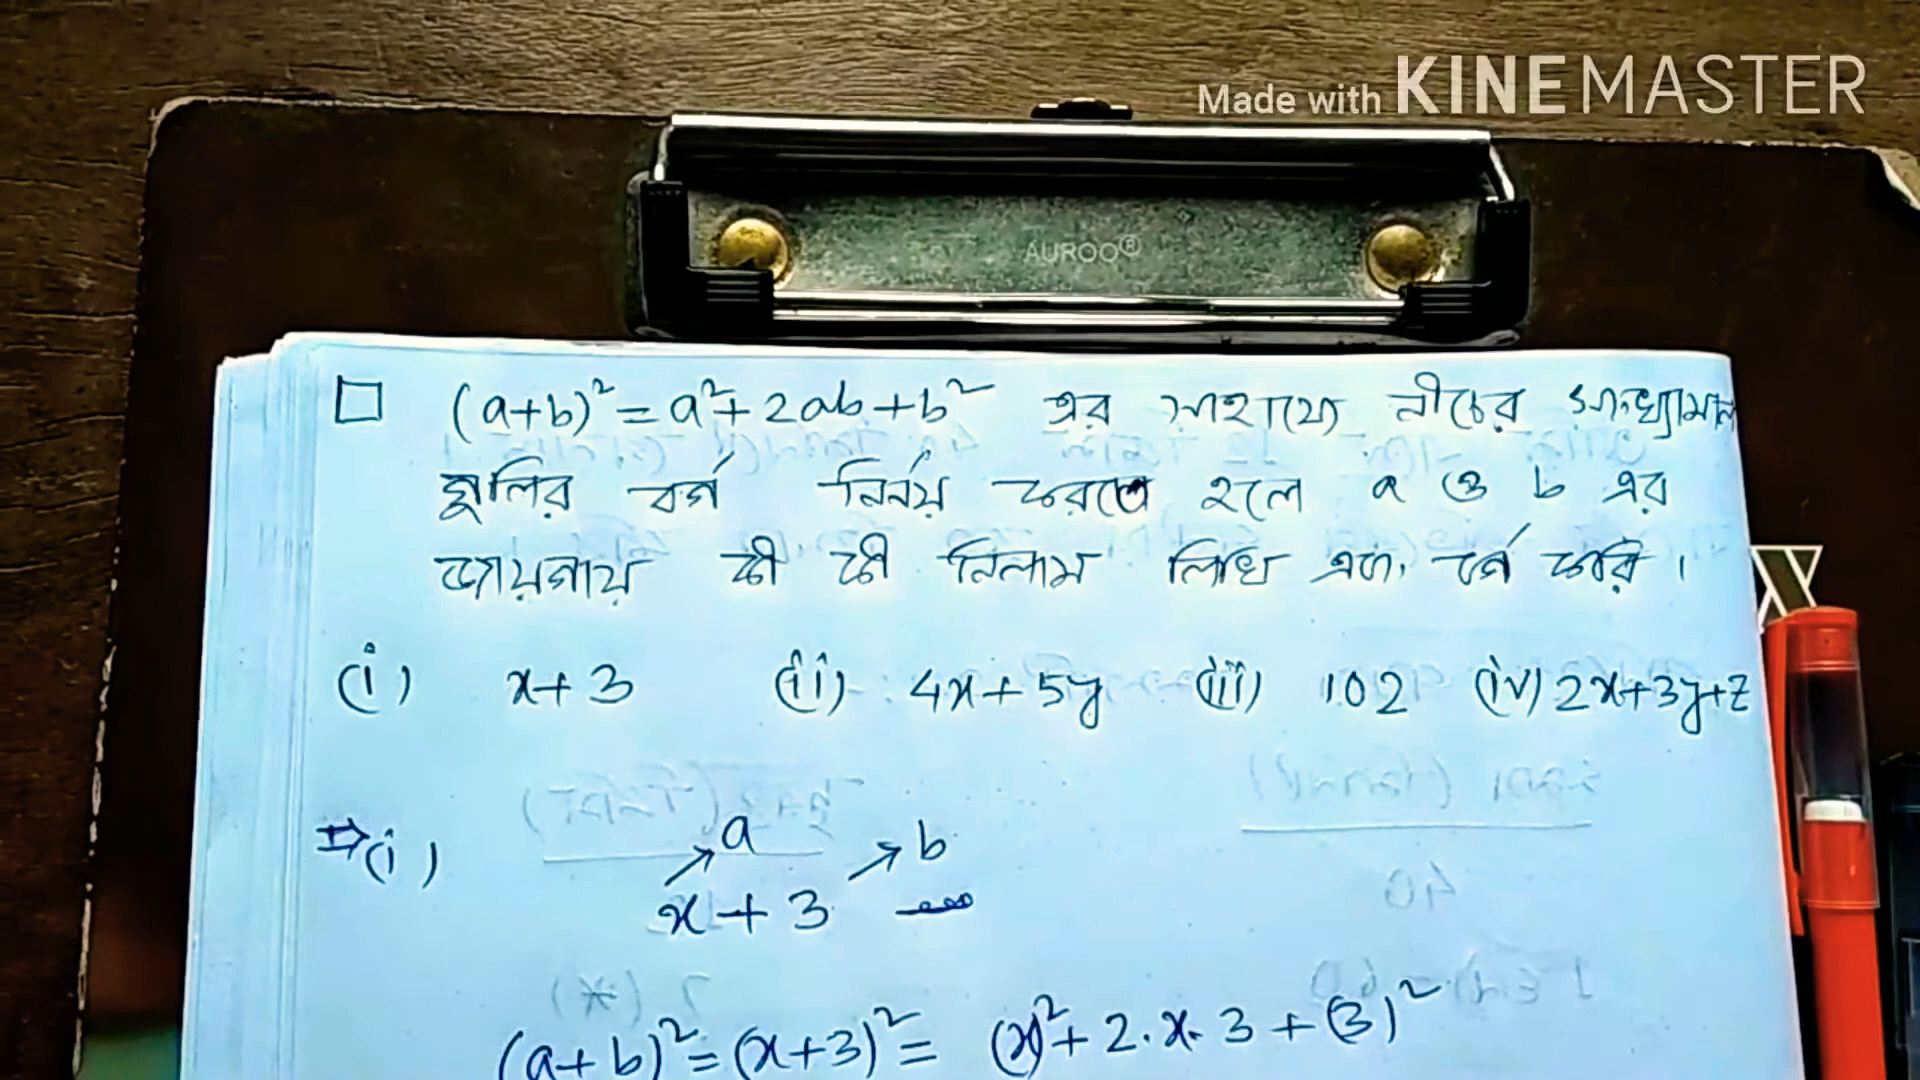 Made with KINEMASTER
AUROO®
□ (a+b)² = a²+2ab+b² এর সাহায্যে নীচের সংখ্যামাল
গুলির বর্গ নির্নয় করতে হলে a ও b এর
জায়গায় কী কী নিলাম লিখি এবং বর্গ করি।
(i) x+3 (ii) 4x+5y (iii) 102 (iv) 2x+3y+z
⇒(i) a b
x+3
(a+b)² = (x+3)² = (x)²+2.x.3+(3)²